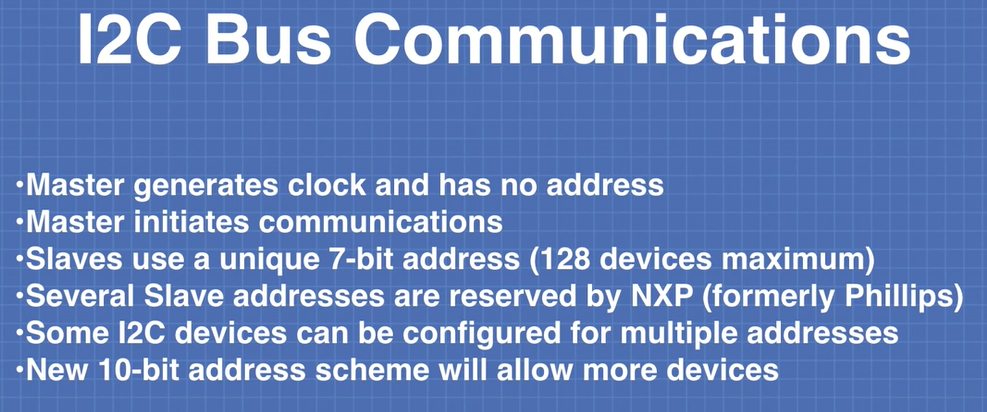 I2C Bus Communications
•Master generates clock and has no address
•Master initiates communications
•Slaves use a unique 7-bit address (128 devices maximum)
•Several Slave addresses are reserved by NXP (formerly Phillips)
•Some I2C devices can be configured for multiple addresses
•New 10-bit address scheme will allow more devices